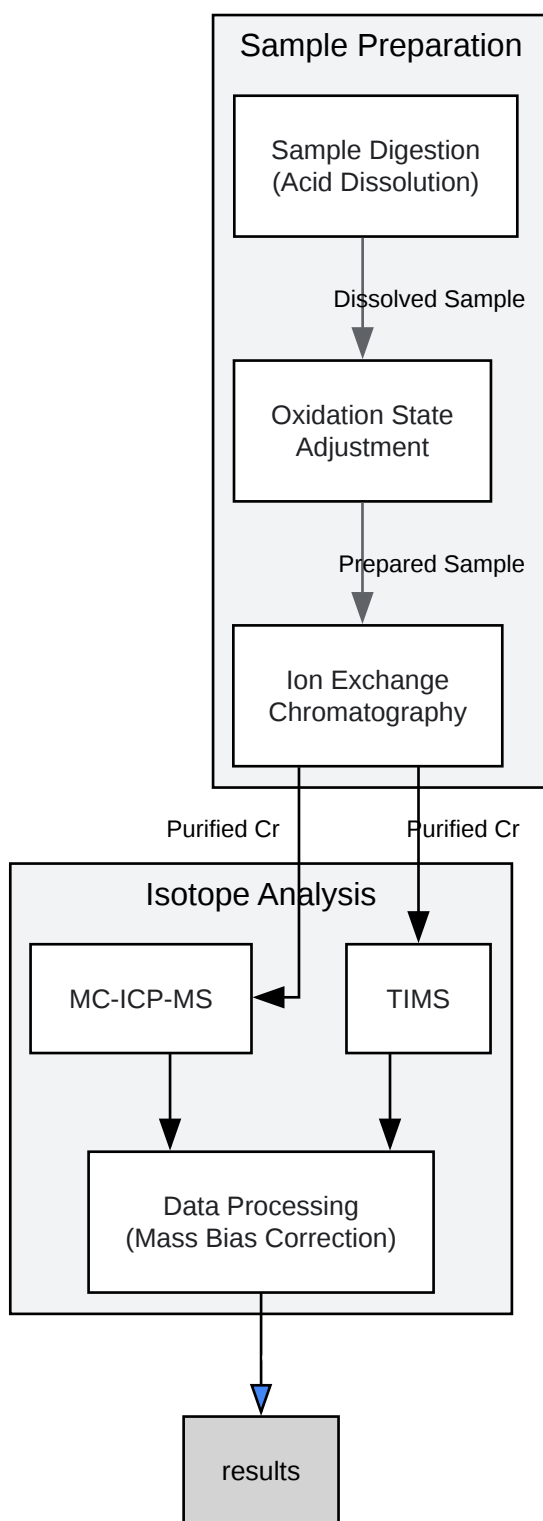 Sample Preparation
Sample Digestion
(Acid Dissolution)
Dissolved Sample
Oxidation State
Adjustment
Prepared Sample
Ion Exchange
Chromatography
Purified Cr
Purified Cr
Isotope Analysis
MC-ICP-MS
TIMS
Data Processing
(Mass Bias Correction)
results